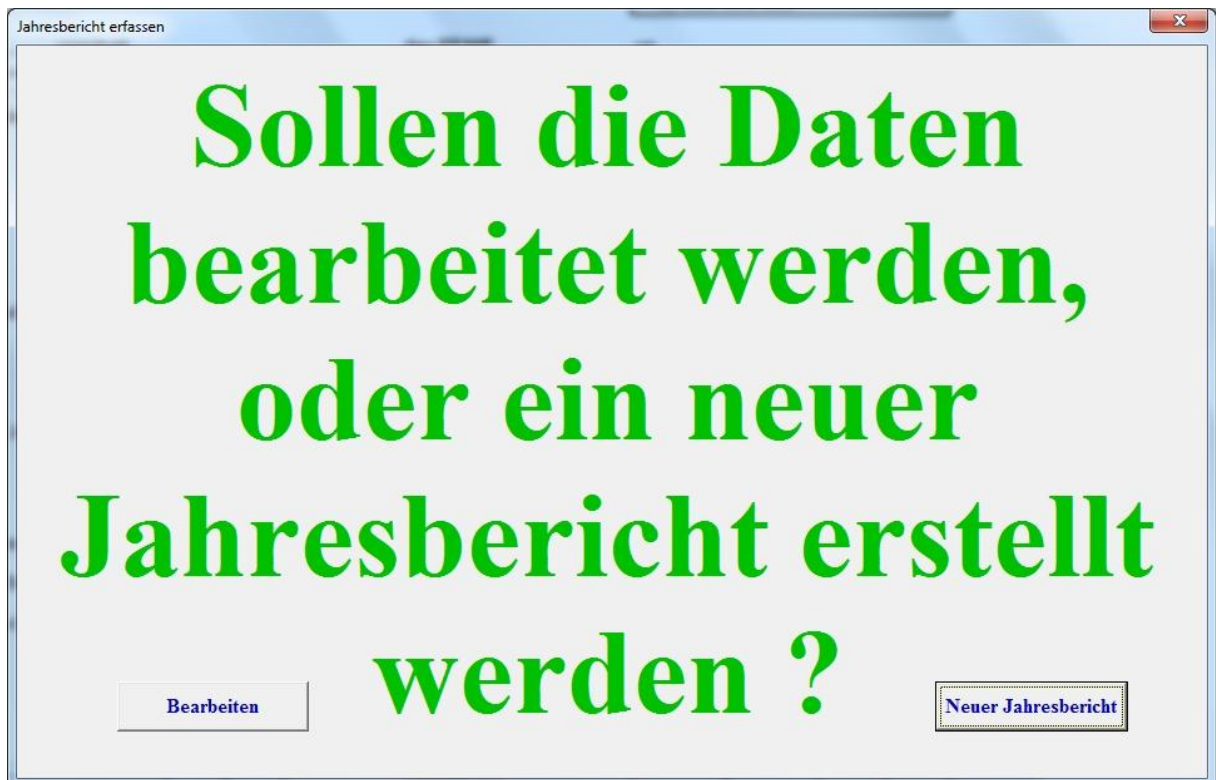 Jahresbericht erfassen
Sollen die Daten
bearbeitet werden,
oder ein neuer
Jahresbericht erstellt
werden ?
Bearbeiten
Neuer Jahresbericht